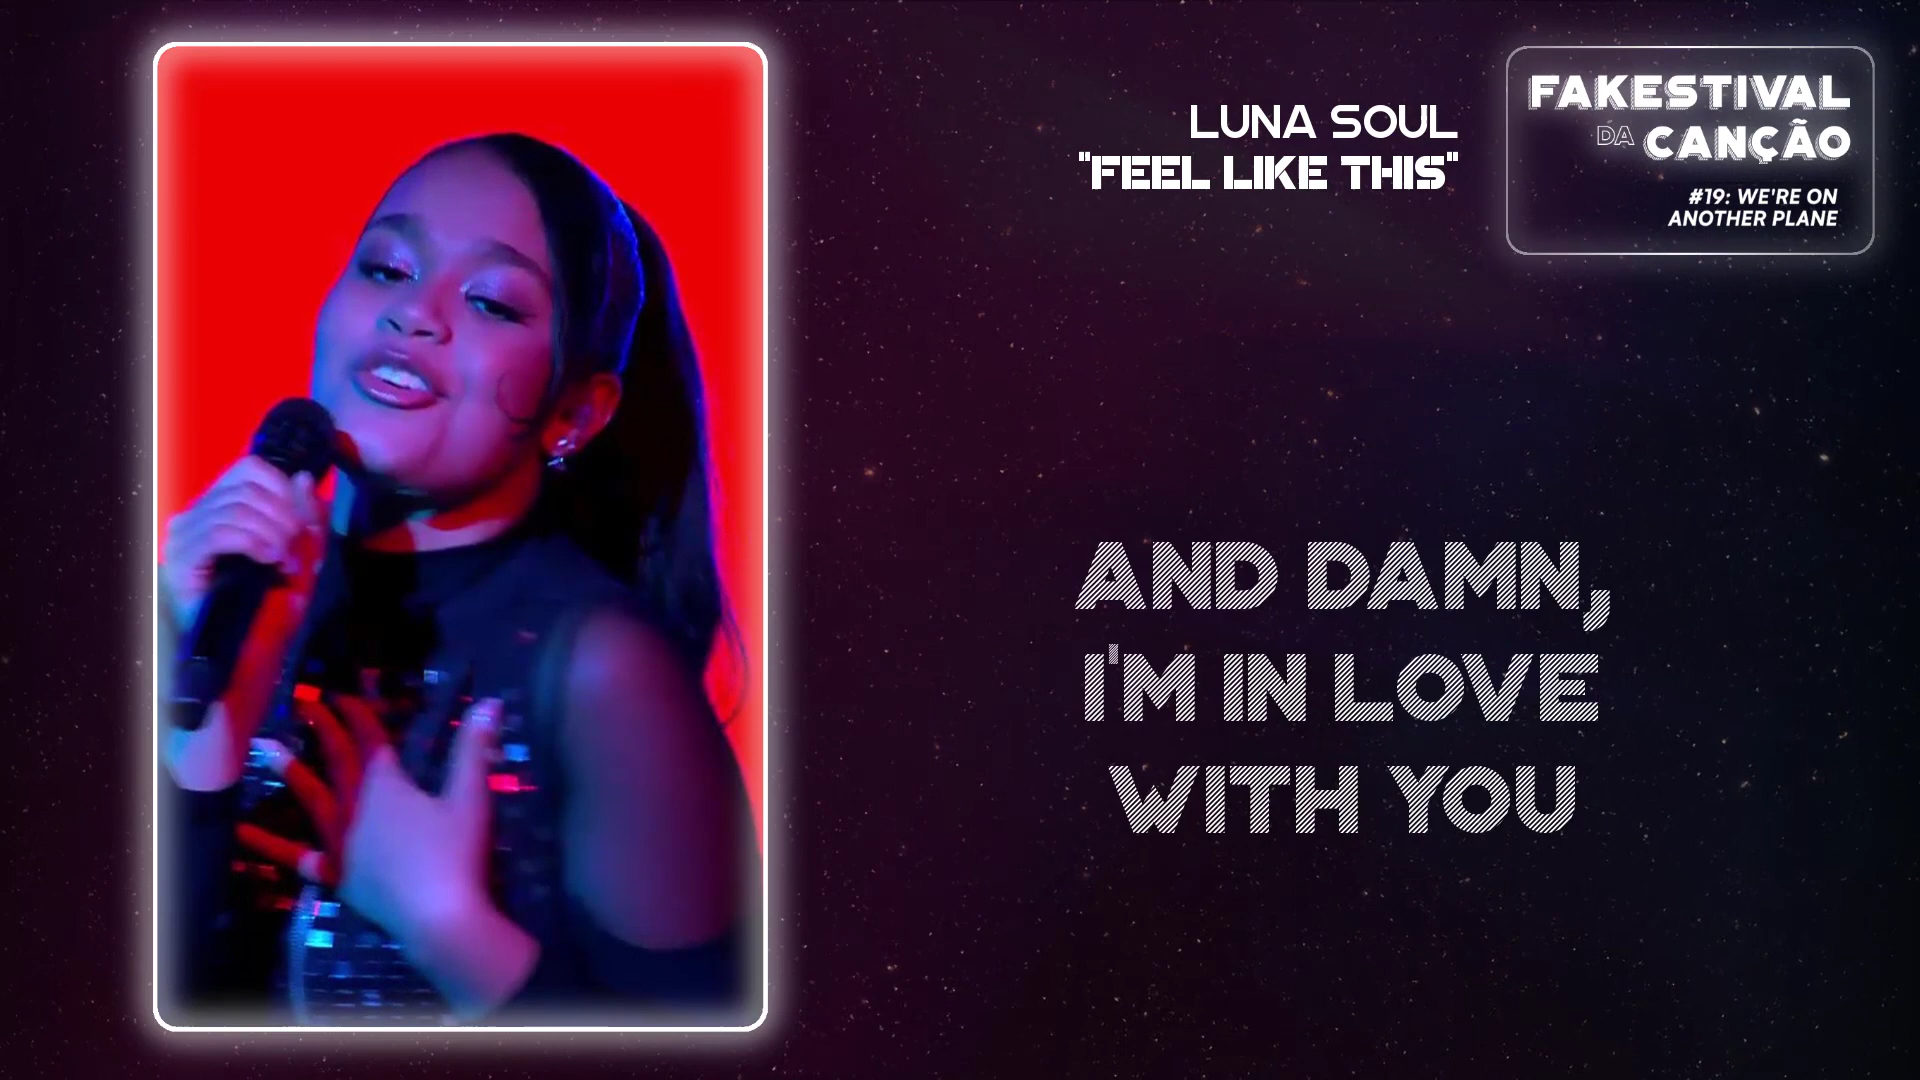 LUNA SOUL
"FEEL LIKE THIS"
FAKESTIVAL
DA CANÇÃO
#19: WE'RE ON
ANOTHER PLANE
AND DAMN,
I'M IN LOVE
WITH YOU